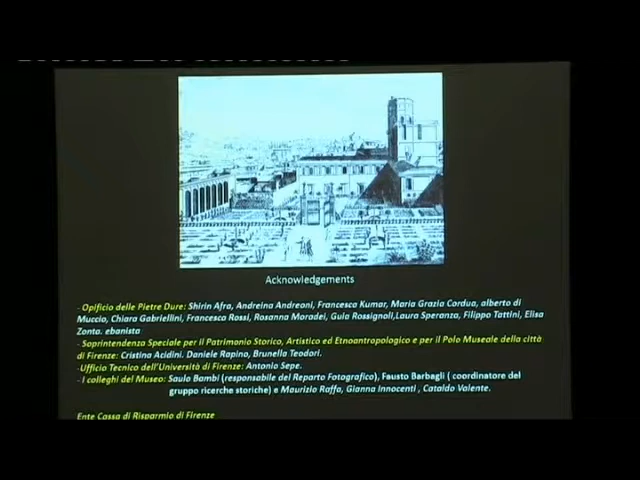 Acknowledgements
- Opificio delle Pietre Dure: Shirin Afra, Andreina Andreoni, Francesca Kumar, Maria Grazia Cordua, alberto di
Muccio, Chiara Gabriellini, Francesca Rossi, Rosanna Moradei, Guia Rossignoli,Laura Speranza, Filippo Tattini, Elisa
Zonta. ebanista
- Soprintendenza Speciale per il Patrimonio Storico, Artistico ed Etnoantropologico e per il Polo Museale della città
di Firenze: Cristina Acidini. Daniele Rapino, Brunella Teodori.
-Ufficio Tecnico dell'Università di Firenze: Antonio Sepe.
- I colleghi del Museo: Saulo Bambi (responsabile del Reparto Fotografico), Fausto Barbagli ( coordinatore del
gruppo ricerche storiche) e Maurizio Raffa, Gianna Innocenti , Cataldo Valente.
Ente Cassa di Risparmio di Firenze